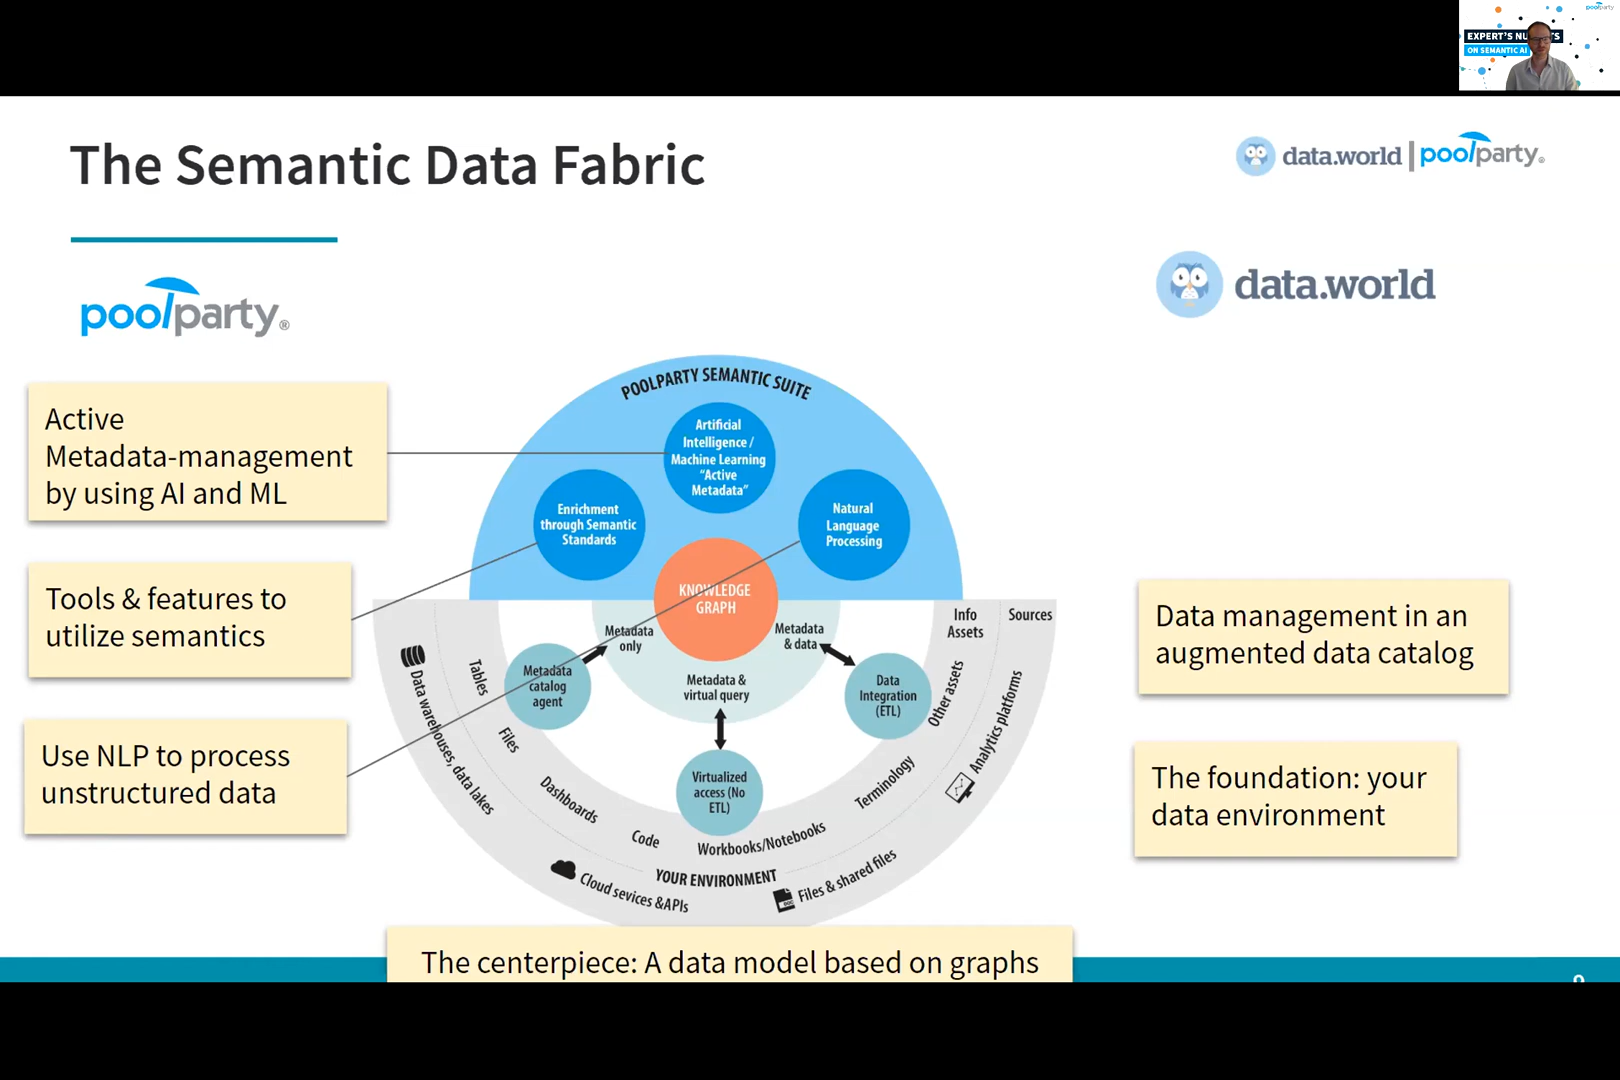 poolparty
EXPERT'S NU TS
ON SEMANTIC AI
The Semantic Data Fabric
data.world | poolparty®
poolparty®
data.world
Active
Metadata-management
by using AI and ML
Tools & features to
utilize semantics
Use NLP to process
unstructured data
POOLPARTY SEMANTIC SUITE
Artificial
Intelligence /
Machine Learning
“Active
Metadata”
Enrichment
through Semantic
Standards
Natural
Language
Processing
KNOWLEDGE
GRAPH
Metadata
only
Metadata
& data
Metadata &
virtual query
Metadata
catalog
agent
Data
Integration
(ETL)
Virtualized
access (No
ETL)
Info
Assets
Sources
Tables
Files
Dashboards
Code
Workbooks/Notebooks
Terminology
Other assets
Data warehouses, data lakes
Cloud sevices &APIs
YOUR ENVIRONMENT
Files & shared files
Analytics platforms
Data management in an
augmented data catalog
The foundation: your
data environment
The centerpiece: A data model based on graphs